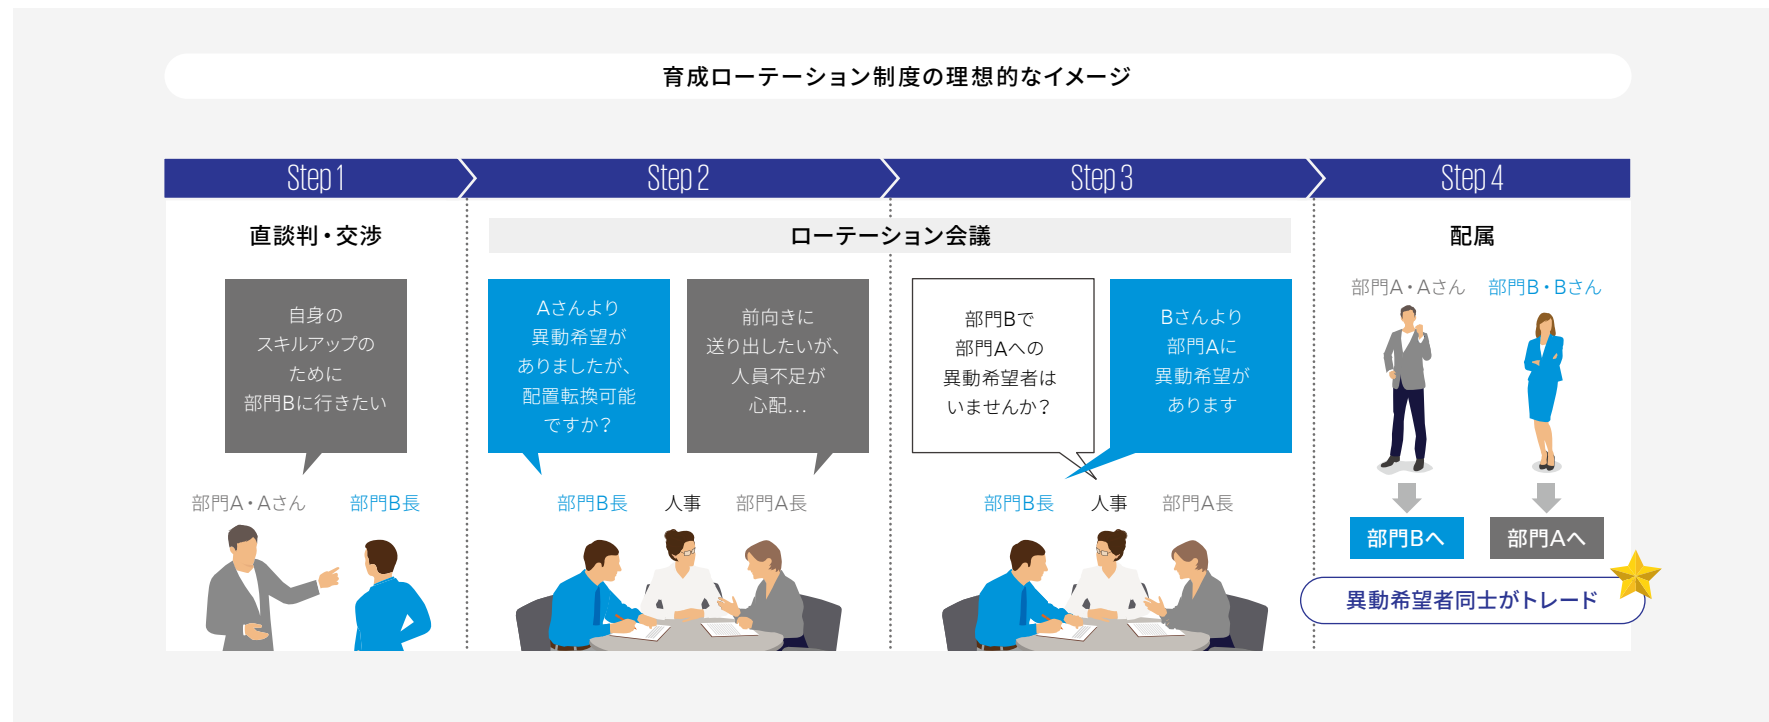 育成ローテーション制度の理想的なイメージ
Step 1
Step 2
Step 3
Step 4
直談判・交渉
ローテーション会議
配属
自身の
スキルアップの
ために
部門Bに行きたい
部門A・Aさん
部門B長
Aさんより
異動希望が
ありましたが、
配置転換可能
ですか？
前向きに
送り出したいが、
人員不足が
心配…
部門B長
人事
部門A長
部門Bで
部門Aへの
異動希望者は
いませんか？
Bさんより
部門Aに
異動希望が
あります
部門B長
人事
部門A長
部門A・Aさん
部門B・Bさん
部門Bへ
部門Aへ
異動希望者同士がトレード